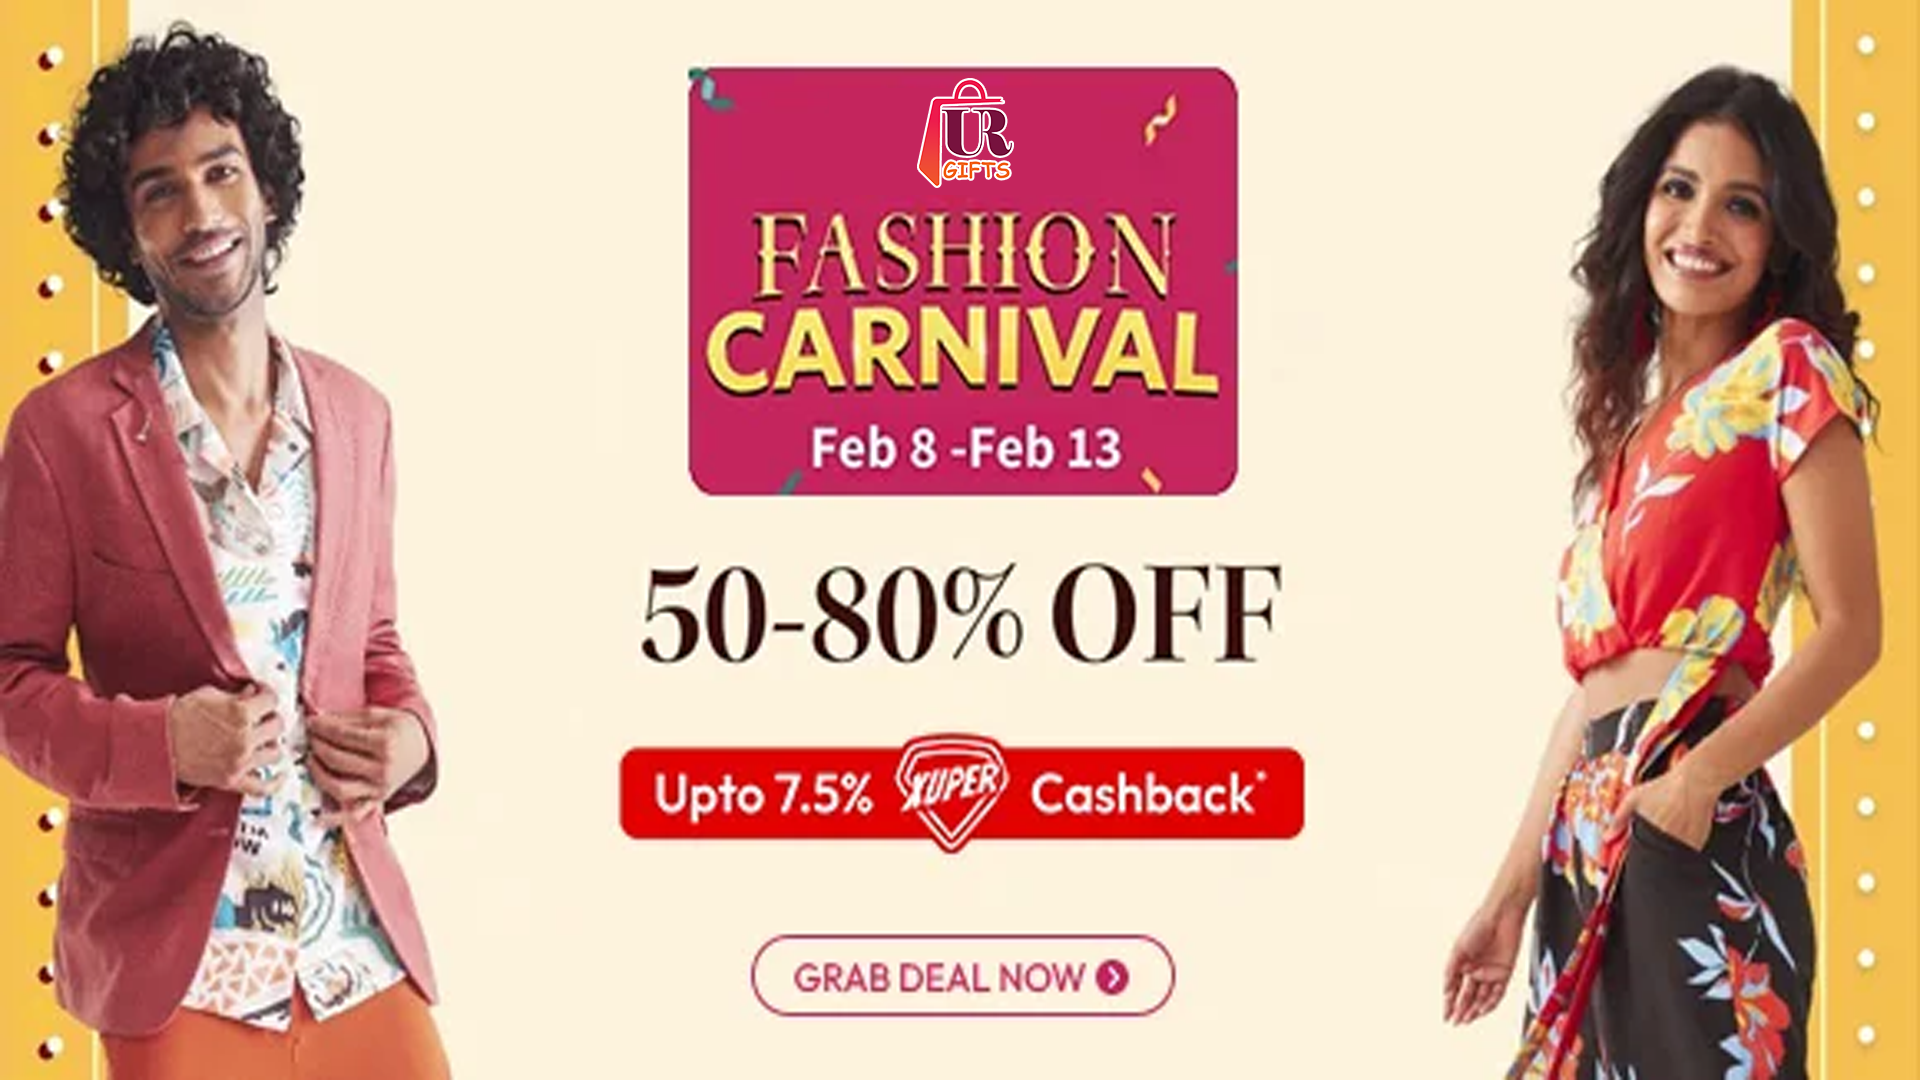 UR
GIFTS
FASHION
CARNIVAL
Feb 8 -Feb 13
50-80% OFF
Upto 7.5% XUPER Cashback*
GRAB DEAL NOW